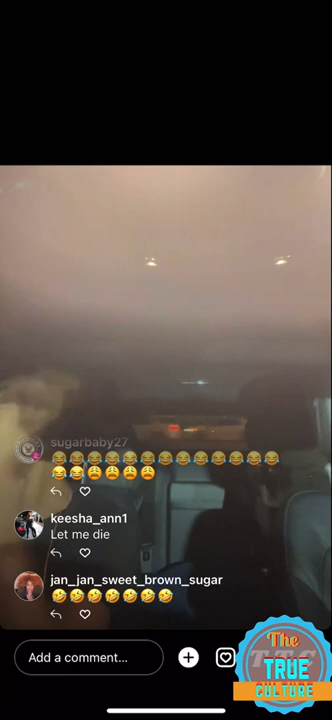 sugarbaby27
😂😂😂😂😂😂😂😂😂😂😂😂😂
😂😂😩😩😩😩
keesha_ann1
Let me die
jan_jan_sweet_brown_sugar
🤣🤣🤣🤣🤣🤣🤣
Add a comment...
The
TRUE
CULTURE